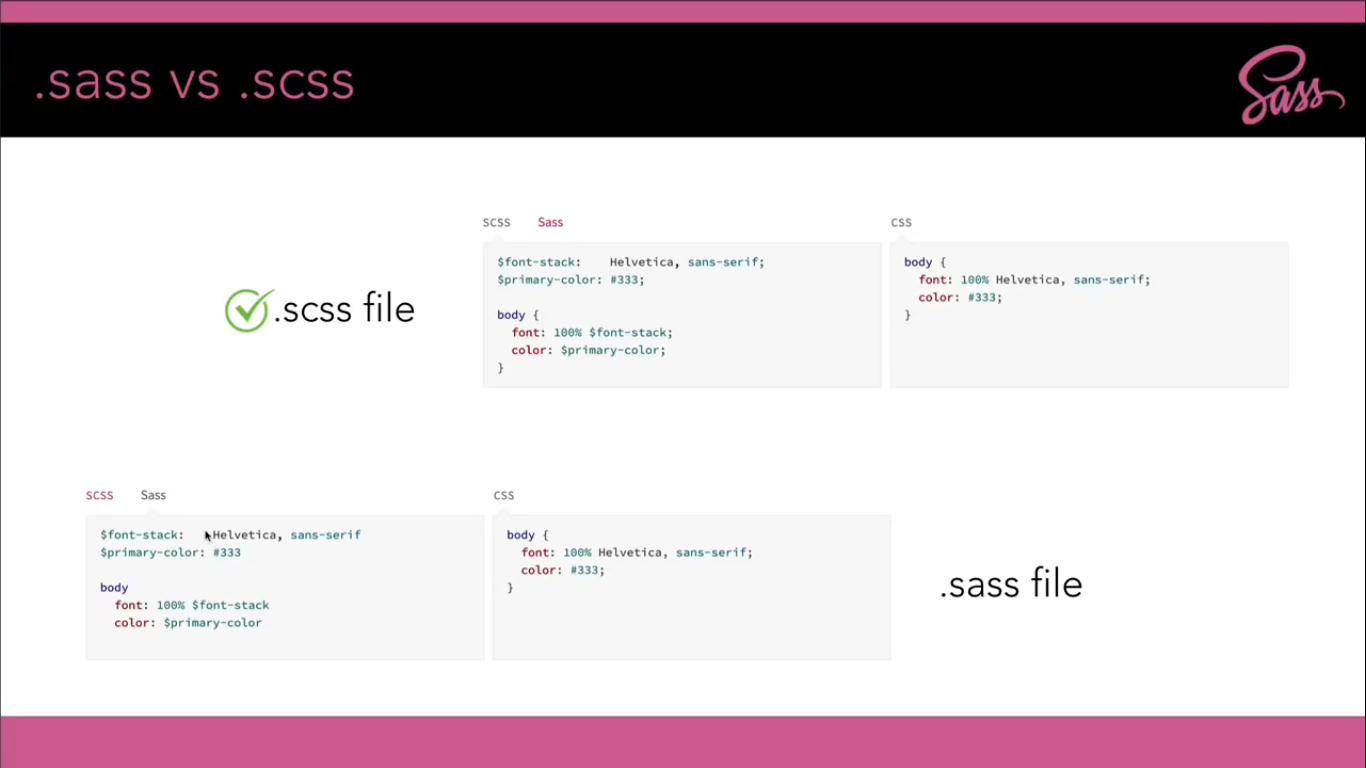 .sass vs .scss
Sass
SCSS Sass
CSS
$font-stack:    Helvetica, sans-serif;
$primary-color: #333;
body {
  font: 100% $font-stack;
  color: $primary-color;
}
body {
  font: 100% Helvetica, sans-serif;
  color: #333;
}
.scss file
SCSS Sass
CSS
$font-stack:    Helvetica, sans-serif
$primary-color: #333
body
  font: 100% $font-stack
  color: $primary-color
body {
  font: 100% Helvetica, sans-serif;
  color: #333;
}
.sass file